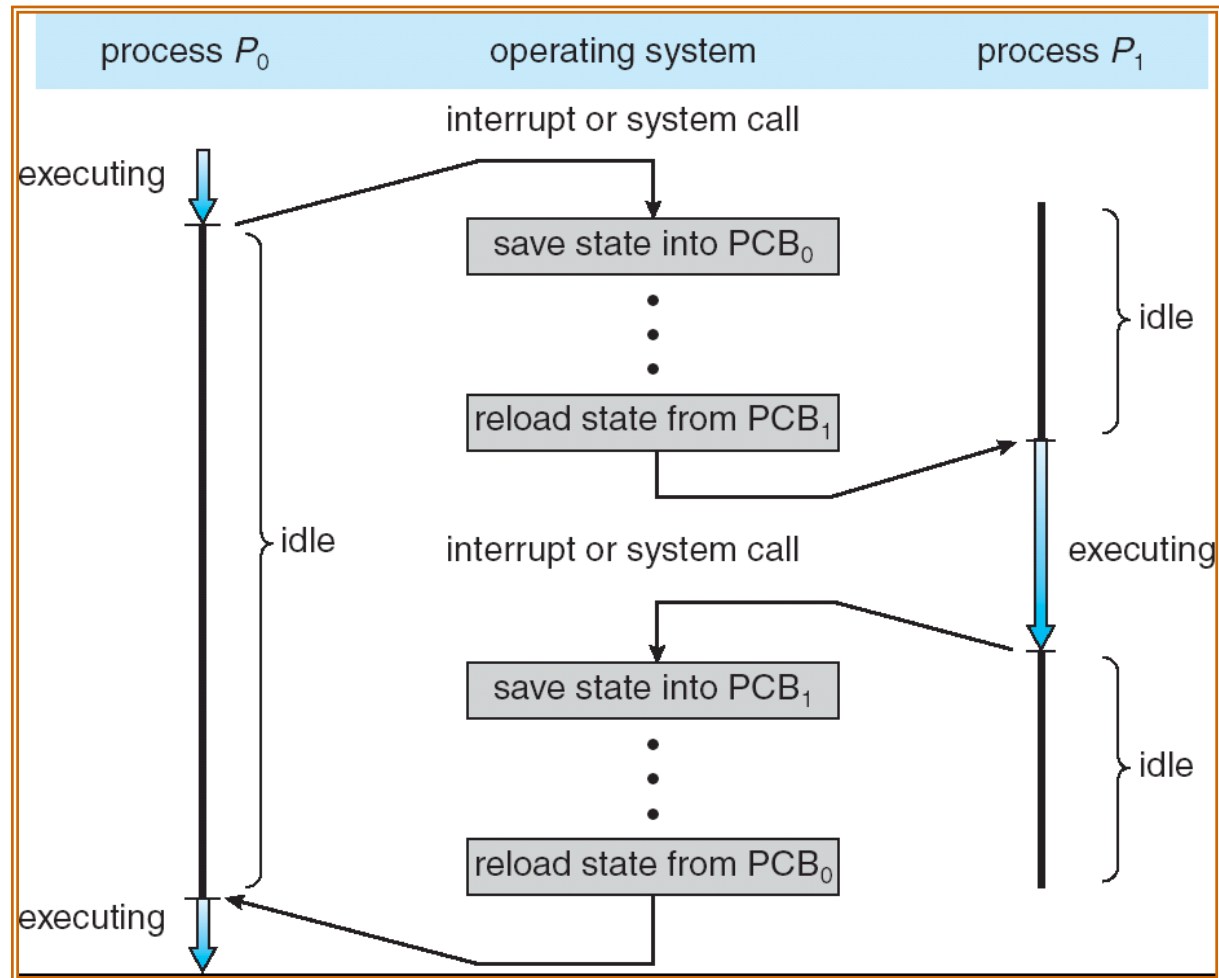 process P₀ operating system process P₁
interrupt or system call
executing
save state into PCB₀
idle
reload state from PCB₁
idle
interrupt or system call
executing
save state into PCB₁
idle
reload state from PCB₀
executing